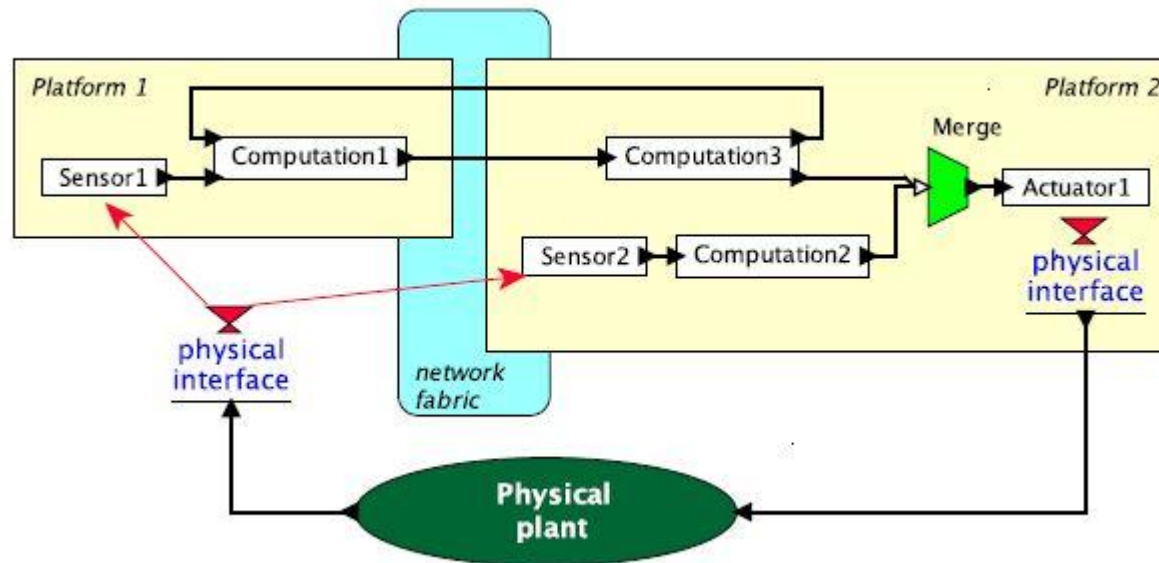 Platform 1
Platform 2
Merge
Computation1
Computation3
Sensor1
Actuator1
Sensor2
Computation2
physical
interface
physical
interface
network
fabric
Physical
plant